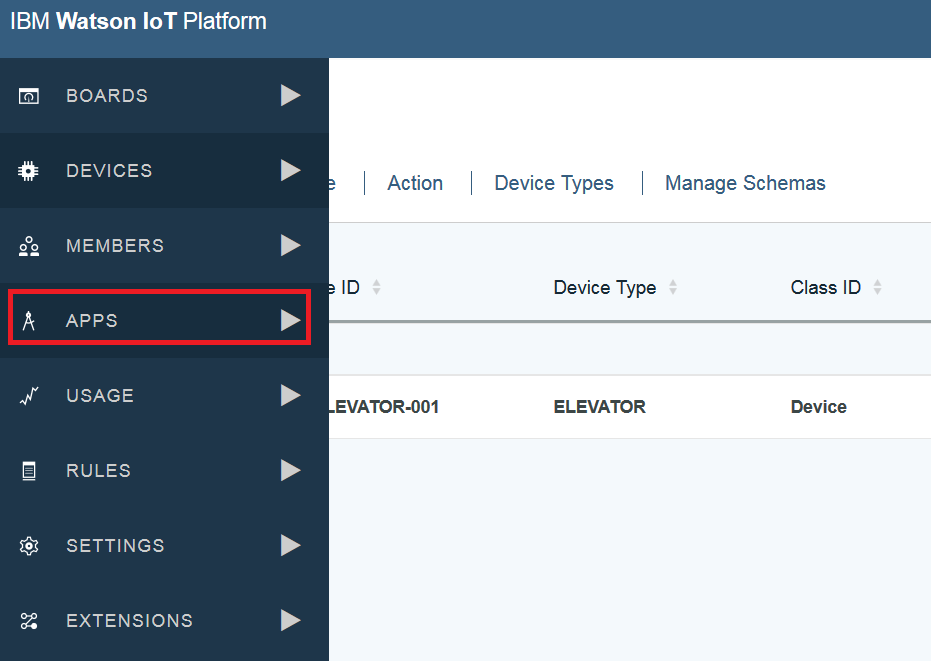 IBM Watson IoT Platform
BOARDS
DEVICES
MEMBERS
APPS
USAGE
RULES
SETTINGS
EXTENSIONS
e | Action | Device Types | Manage Schemas
e ID Device Type Class ID
LEVATOR-001 ELEVATOR Device